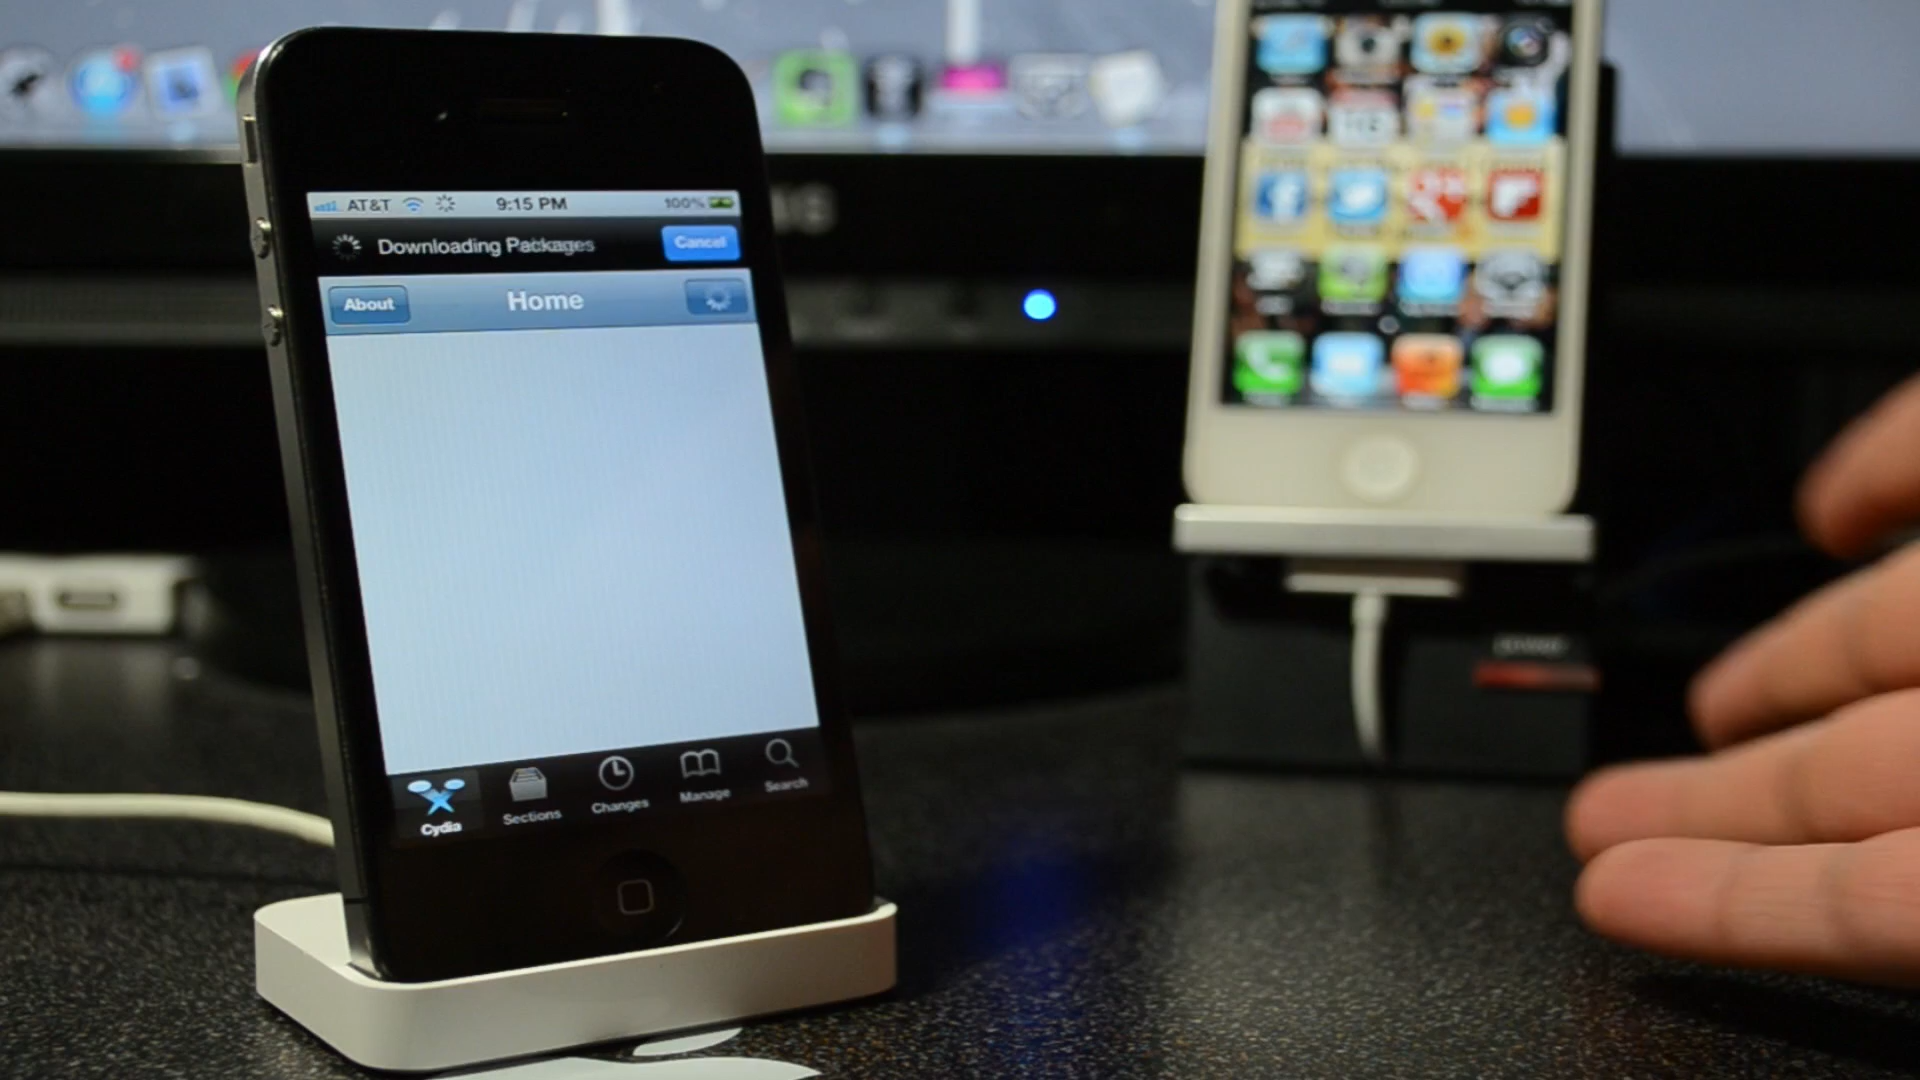 AT&T 9:15 PM 100%
Downloading Packages Cancel
About Home
Cydia Sections Changes Manage Search